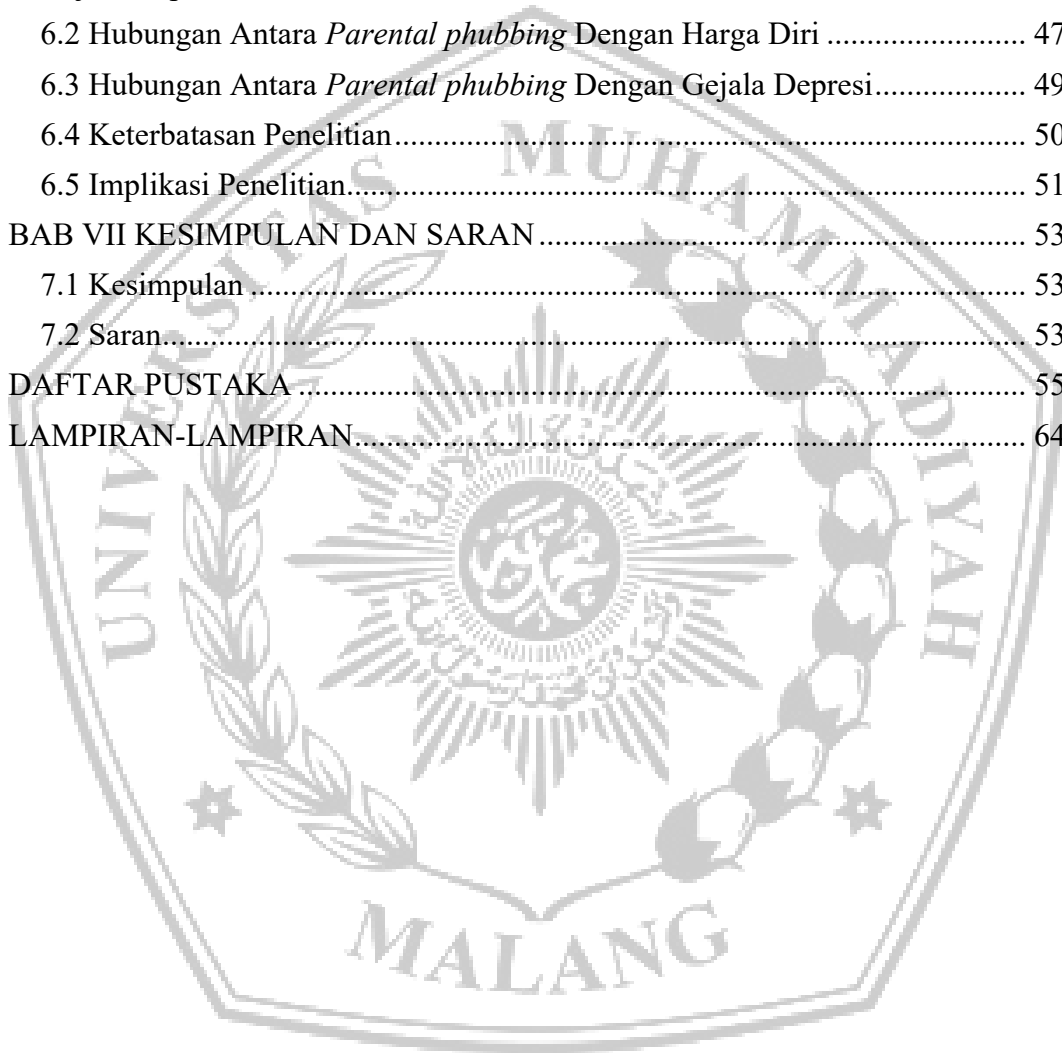 6.2 Hubungan Antara Parental phubbing Dengan Harga Diri ........................ 47
6.3 Hubungan Antara Parental phubbing Dengan Gejala Depresi................... 49
6.4 Keterbatasan Penelitian............................................................................. 50
6.5 Implikasi Penelitian.................................................................................... 51
BAB VII KESIMPULAN DAN SARAN ........................................................... 53
7.1 Kesimpulan ................................................................................................ 53
7.2 Saran........................................................................................................... 53
DAFTAR PUSTAKA ........................................................................................ 55
LAMPIRAN-LAMPIRAN................................................................................. 64
UNIVERSITAS MUHAMMADIYAH
MALANG